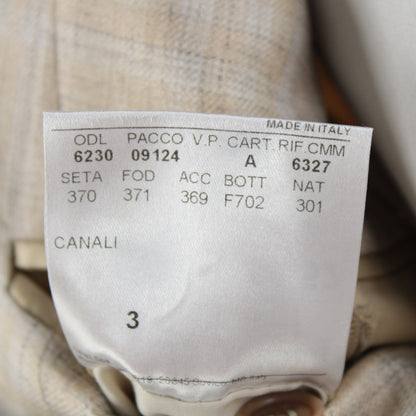 MADE IN ITALY
ODL PACCO V.P. CART. RIF.CMM
6230 09124 A 6327
SETA FOD ACC BOTT NAT
370 371 369 F702 301
CANALI
3